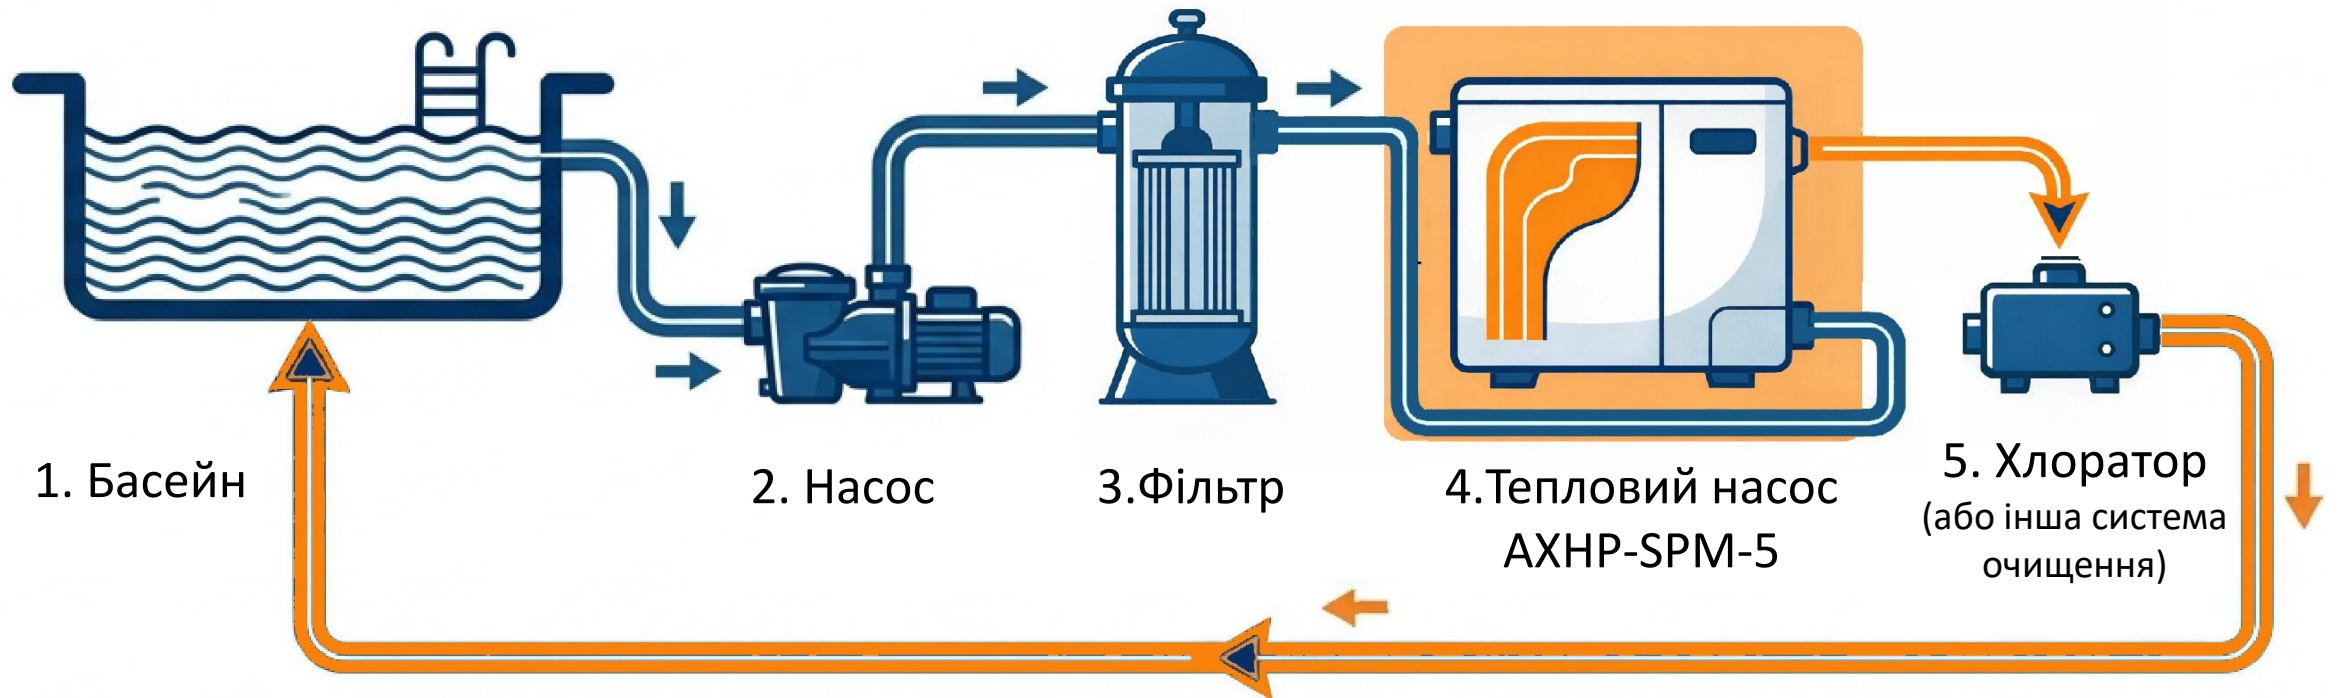 1. Басейн
2. Насос
3.Фільтр
4.Тепловий насос
AXHP-SPM-5
5. Хлоратор
(або інша система
очищення)